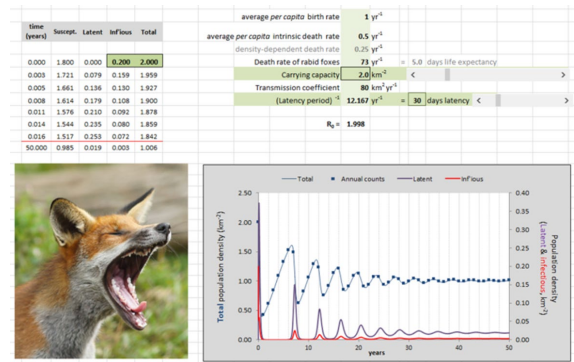 average per capita birth rate 1 yr⁻¹
average per capita intrinsic death rate 0.5 yr⁻¹
density-dependent death rate 0.25 yr⁻¹
Death rate of rabid foxes 73 yr⁻¹ = 5.0 days life expectancy
Carrying capacity 2.0 km⁻²
Transmission coefficient 80 km² yr⁻¹
(Latency period)⁻¹ 12.167 yr⁻¹ = 30 days latency
R₀ = 1.998
time (years) Suscept. Latent Inf'ious Total
0.000 1.800 0.000 0.200 2.000
0.003 1.721 0.079 0.159 1.959
0.005 1.661 0.136 0.130 1.927
0.008 1.614 0.179 0.108 1.900
0.011 1.576 0.210 0.092 1.878
0.014 1.544 0.235 0.080 1.859
0.016 1.517 0.253 0.072 1.842
50.000 0.985 0.019 0.003 1.006
Total Annual counts Latent Inf'ious
Total population density (km⁻²)
2.50
2.00
1.50
1.00
0.50
0.00
0.40
0.35
0.30
0.25
0.20
0.15
0.10
0.05
0.00
Population density
(Latent & infectious, km⁻²)
0 10 20 30 40 50
years